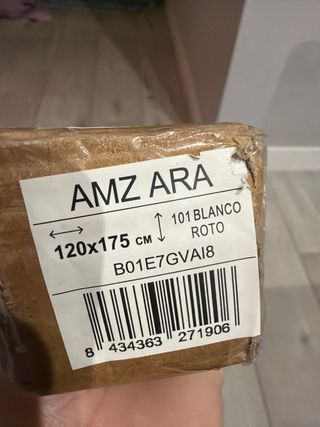 AMZ ARA
120x175 CM
101 BLANCO
ROTO
B01E7GVAI8
8 434363 271906